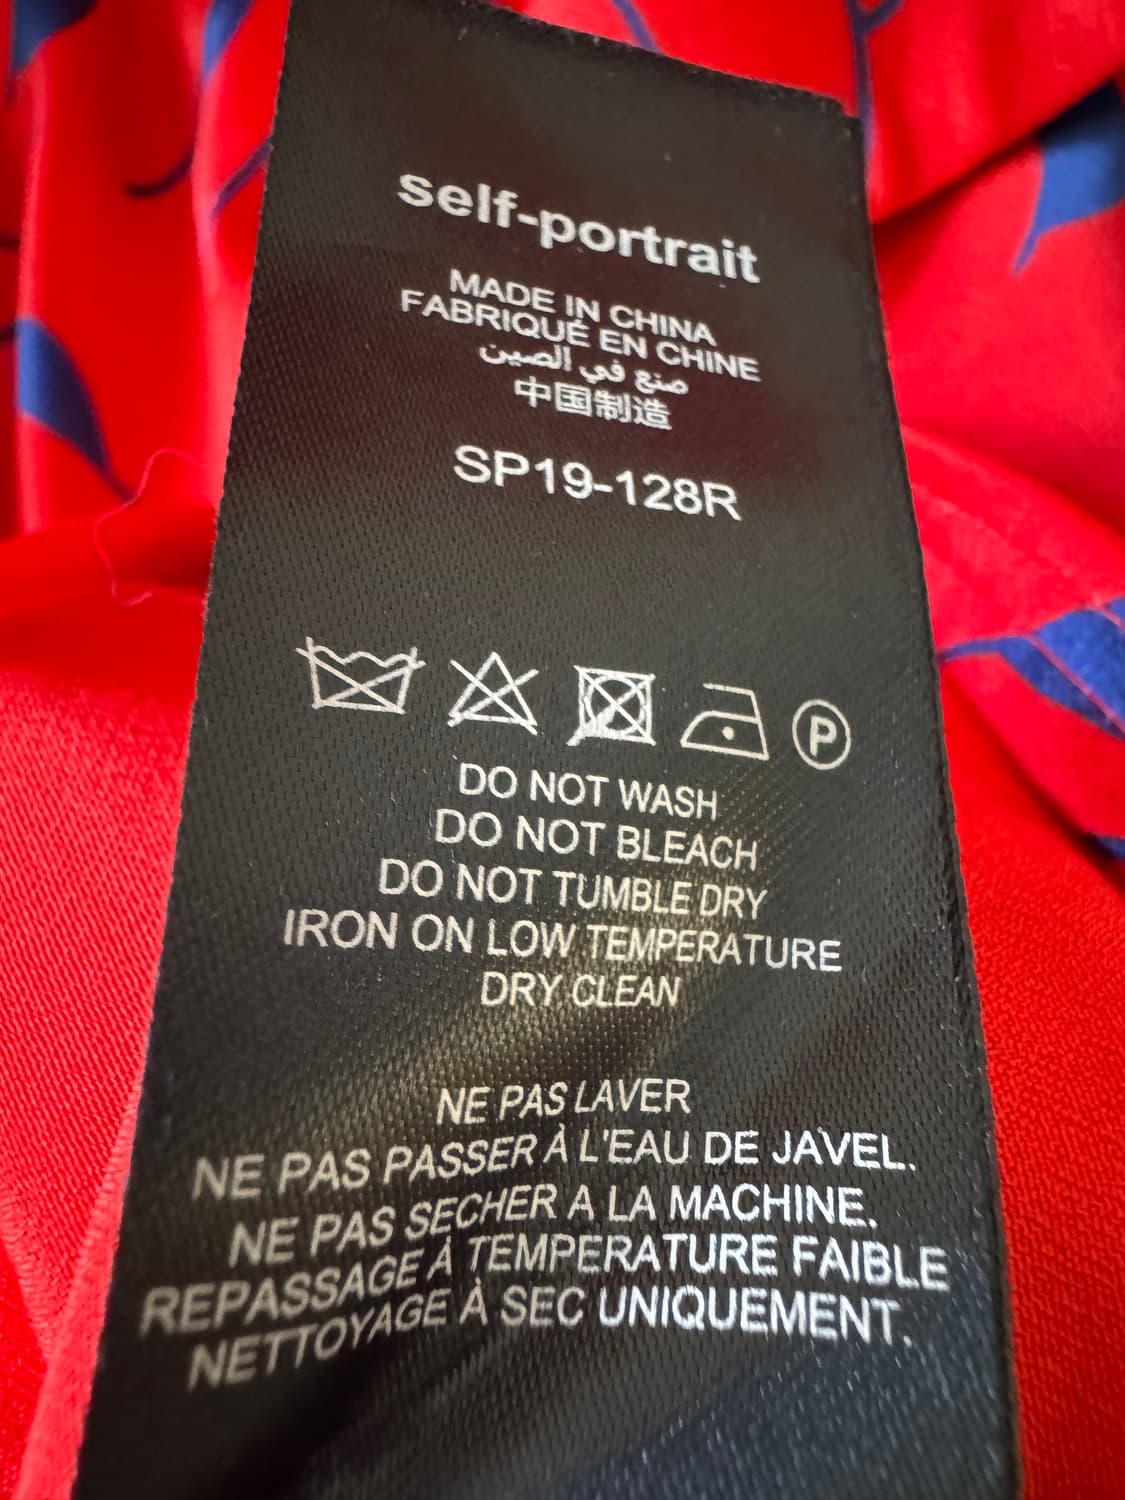 self-portrait
MADE IN CHINA
FABRIQUÉ EN CHINE
صنع في الصين
中国制造
SP19-128R
P
DO NOT WASH
DO NOT BLEACH
DO NOT TUMBLE DRY
IRON ON LOW TEMPERATURE
DRY CLEAN
NE PAS LAVER
NE PAS PASSER À L'EAU DE JAVEL.
NE PAS SECHER A LA MACHINE.
REPASSAGE À TEMPERATURE FAIBLE
NETTOYAGE À SEC UNIQUEMENT.